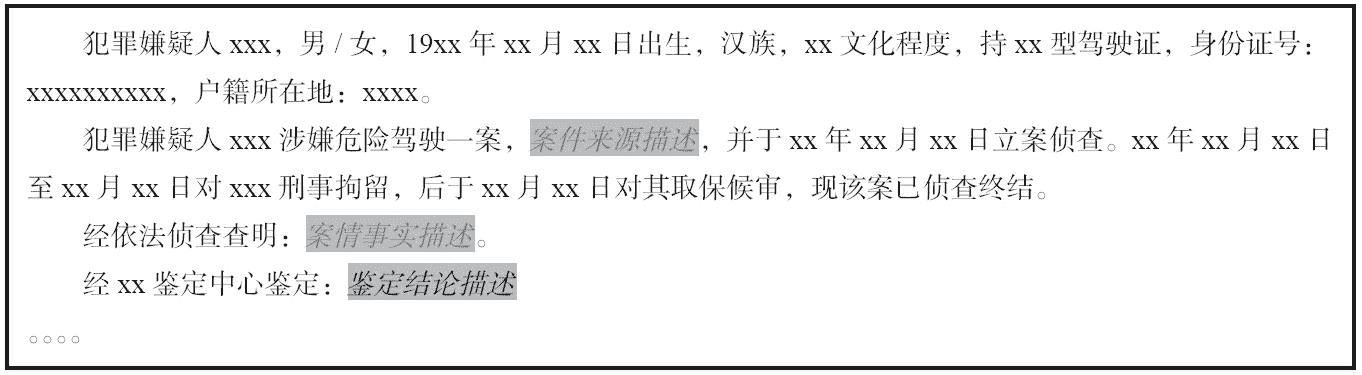 犯罪嫌疑人 xxx，男 / 女，19xx 年 xx 月 xx 日出生，汉族，xx 文化程度，持 xx 型驾驶证，身份证号：
xxxxxxxxxx，户籍所在地：xxxx。
犯罪嫌疑人 xxx 涉嫌危险驾驶一案，案件来源描述，并于 xx 年 xx 月 xx 日立案侦查。xx 年 xx 月 xx 日
至 xx 月 xx 日对 xxx 刑事拘留，后于 xx 月 xx 日对其取保候审，现该案已侦查终结。
经依法侦查查明：案情事实描述。
经 xx 鉴定中心鉴定：鉴定结论描述
。。。。